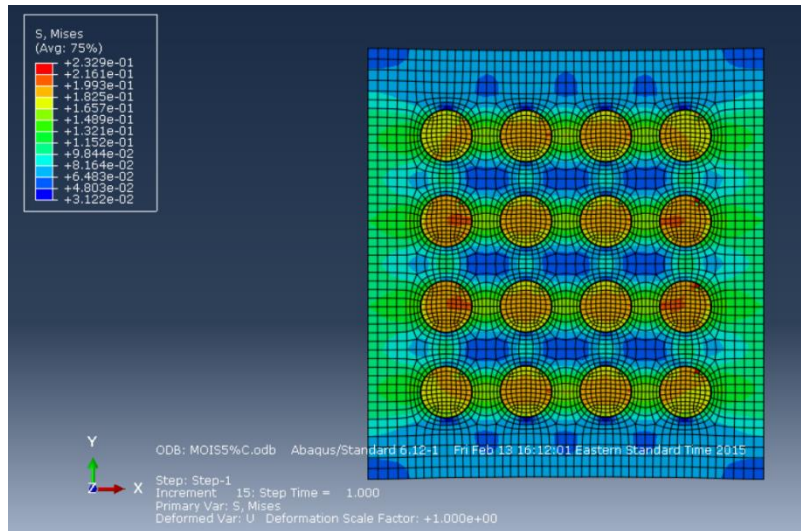 S, Mises
(Avg: 75%)
+2.329e-01
+2.161e-01
+1.993e-01
+1.825e-01
+1.657e-01
+1.489e-01
+1.321e-01
+1.152e-01
+9.844e-02
+8.164e-02
+6.483e-02
+4.803e-02
+3.122e-02
Y
Z
X
ODB: MOIS5%C.odb Abaqus/Standard 6.12-1 Fri Feb 13 16:12:01 Eastern Standard Time 2015
Step: Step-1
Increment 15: Step Time = 1.000
Primary Var: S, Mises
Deformed Var: U Deformation Scale Factor: +1.000e+00